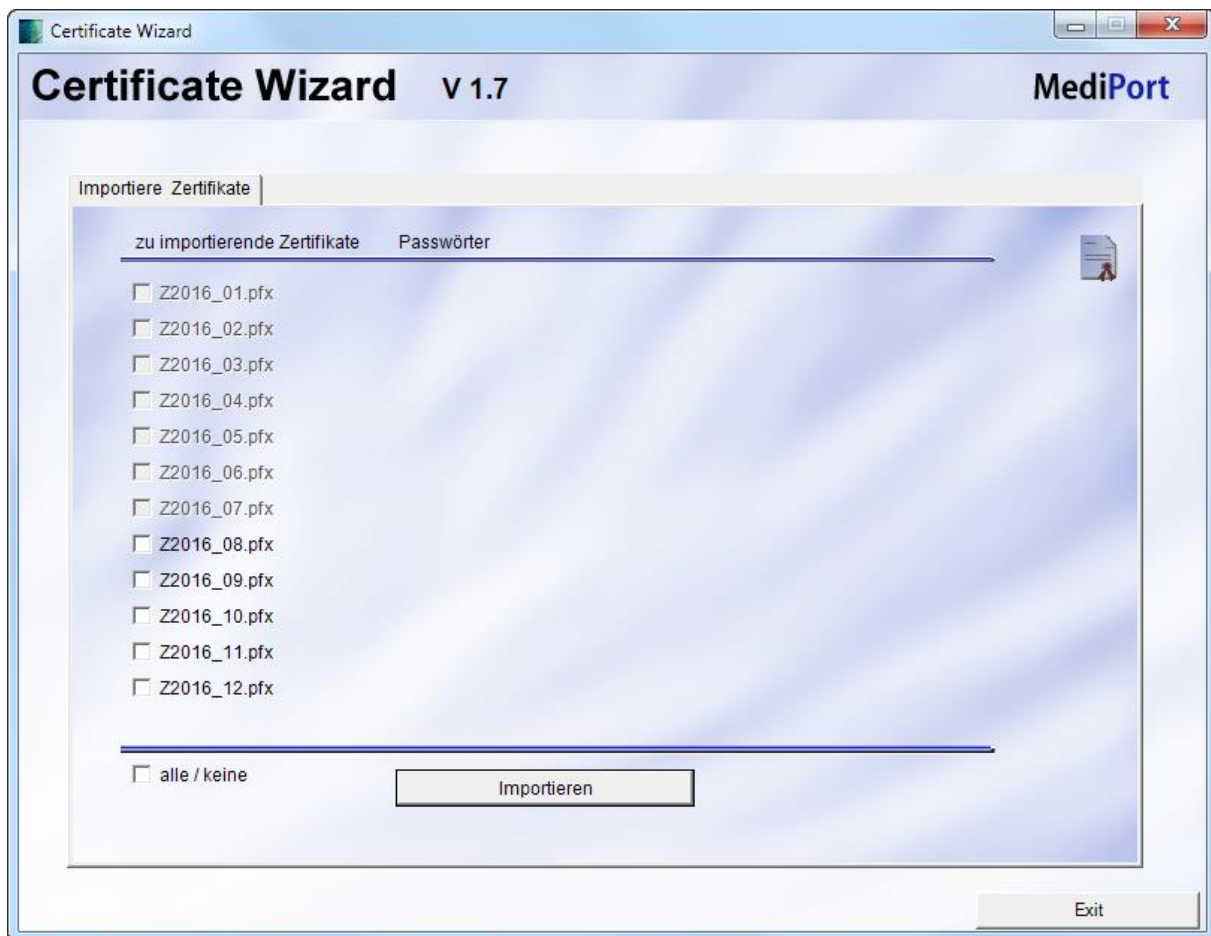 Certificate Wizard
Certificate Wizard V 1.7 MediPort
Importiere Zertifikate
zu importierende Zertifikate Passwörter
Z2016_01.pfx
Z2016_02.pfx
Z2016_03.pfx
Z2016_04.pfx
Z2016_05.pfx
Z2016_06.pfx
Z2016_07.pfx
Z2016_08.pfx
Z2016_09.pfx
Z2016_10.pfx
Z2016_11.pfx
Z2016_12.pfx
alle / keine Importieren
Exit